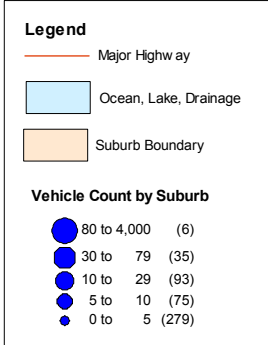 Legend
Major Highway
Ocean, Lake, Drainage
Suburb Boundary
Vehicle Count by Suburb
80 to 4,000 (6)
30 to 79 (35)
10 to 29 (93)
5 to 10 (75)
0 to 5 (279)